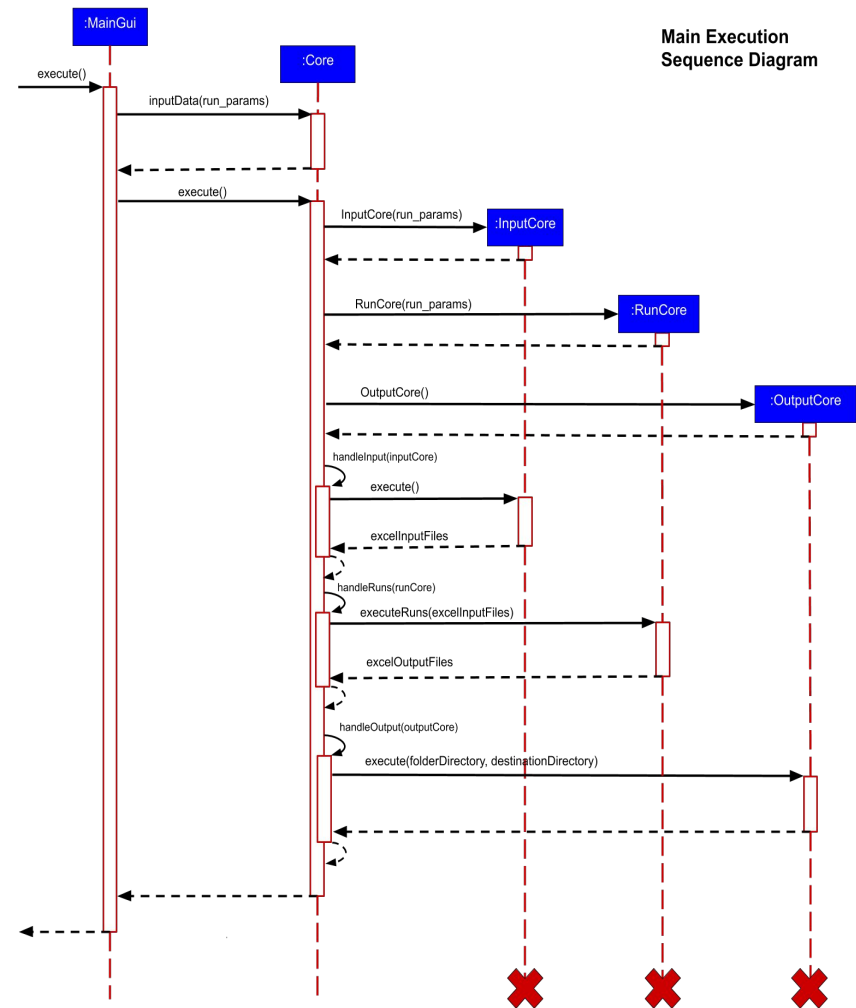 :MainGui
Main Execution
Sequence Diagram
:Core
execute()
inputData(run_params)
execute()
InputCore(run_params)
:InputCore
RunCore(run_params)
:RunCore
OutputCore()
:OutputCore
handleInput(inputCore)
execute()
excelInputFiles
handleRuns(runCore)
executeRuns(excelInputFiles)
excelOutputFiles
handleOutput(outputCore)
execute(folderDirectory, destinationDirectory)